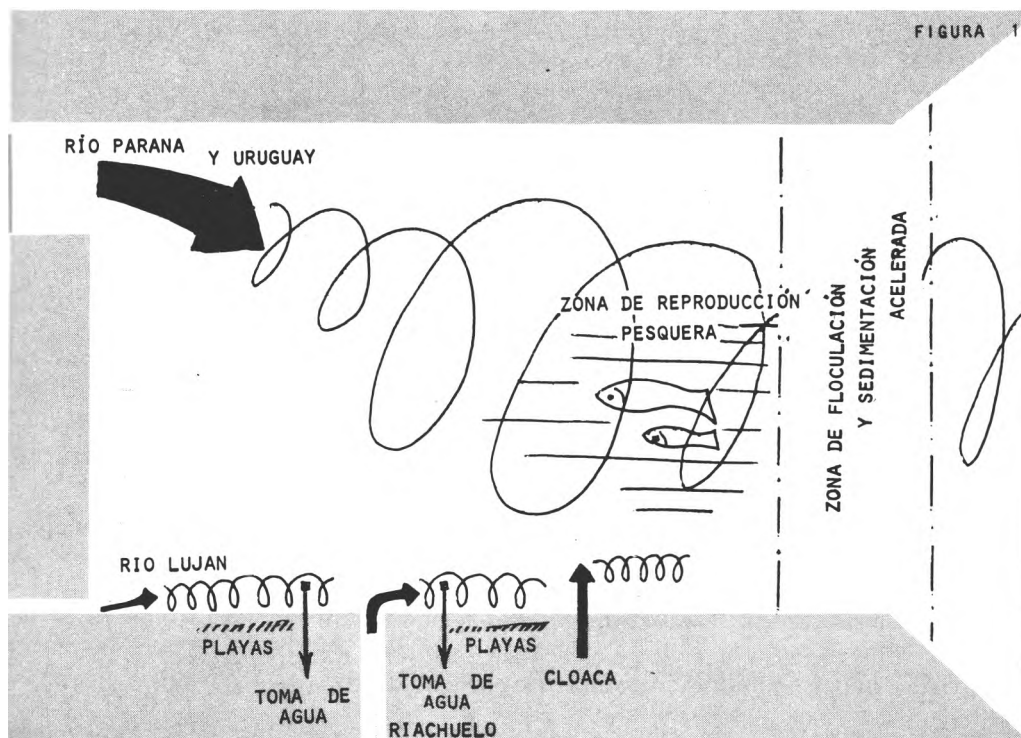 FIGURA 1
RÍO PARANA Y URUGUAY
ZONA DE REPRODUCCIÓN
PESQUERA
ZONA DE FLOCULACIÓN
Y SEDIMENTACIÓN
ACELERADA
RIO LUJAN
PLAYAS
TOMA DE
AGUA
PLAYAS
TOMA DE
AGUA
RIACHUELO
CLOACA